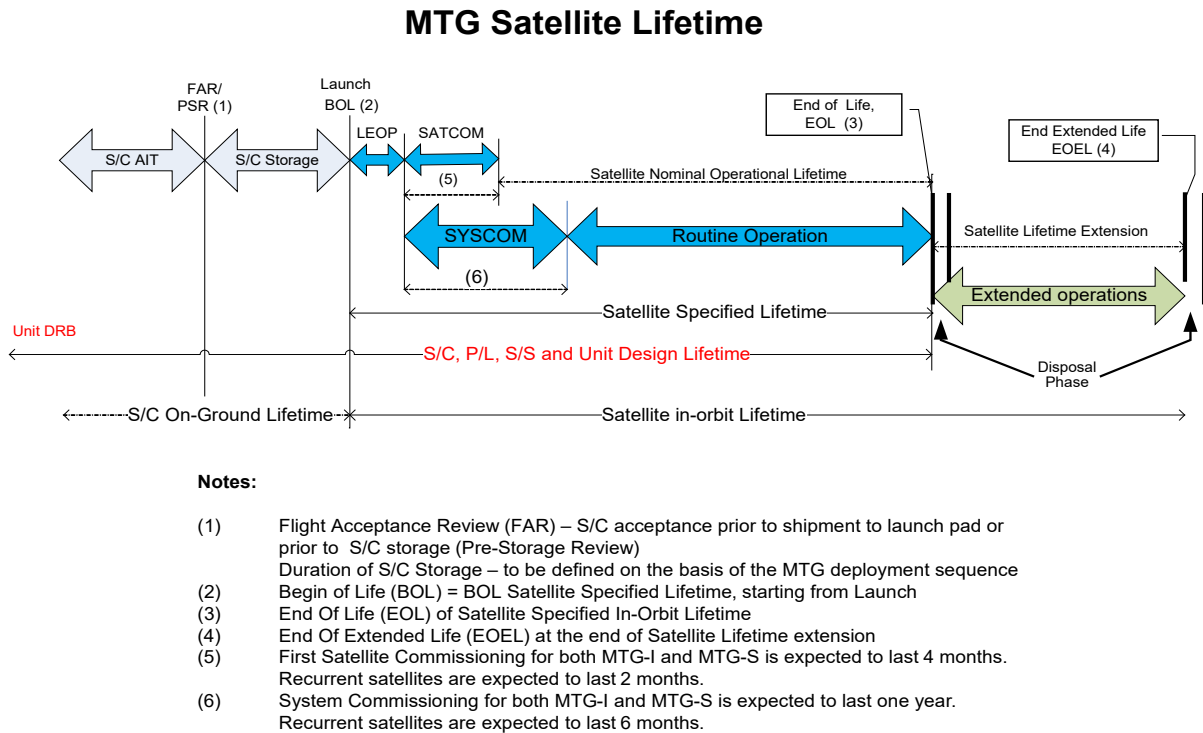 MTG Satellite Lifetime
FAR/
PSR (1)
Launch
BOL (2)
End of Life,
EOL (3)
End Extended Life
EOEL (4)
LEOP
SATCOM
S/C AIT
S/C Storage
(5)
Satellite Nominal Operational Lifetime
SYSCOM
Routine Operation
Satellite Lifetime Extension
(6)
Extended operations
Satellite Specified Lifetime
Unit DRB
S/C, P/L, S/S and Unit Design Lifetime
Disposal
Phase
S/C On-Ground Lifetime
Satellite in-orbit Lifetime
Notes:
(1) Flight Acceptance Review (FAR) – S/C acceptance prior to shipment to launch pad or
prior to S/C storage (Pre-Storage Review)
Duration of S/C Storage – to be defined on the basis of the MTG deployment sequence
(2) Begin of Life (BOL) = BOL Satellite Specified Lifetime, starting from Launch
(3) End Of Life (EOL) of Satellite Specified In-Orbit Lifetime
(4) End Of Extended Life (EOEL) at the end of Satellite Lifetime extension
(5) First Satellite Commissioning for both MTG-I and MTG-S is expected to last 4 months.
Recurrent satellites are expected to last 2 months.
(6) System Commissioning for both MTG-I and MTG-S is expected to last one year.
Recurrent satellites are expected to last 6 months.